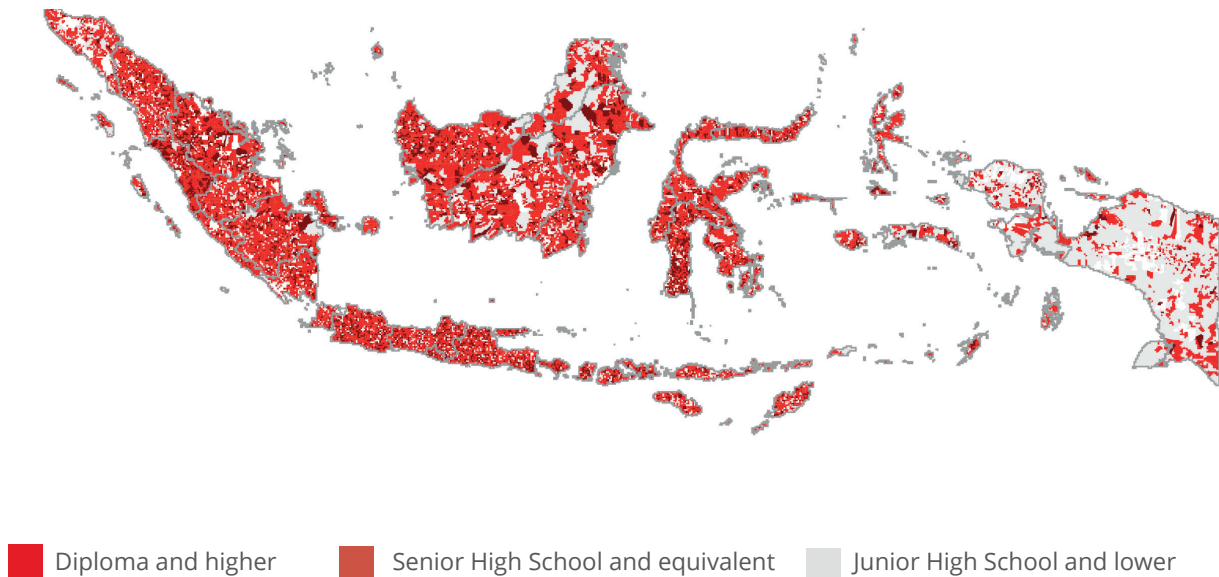 Diploma and higher
Senior High School and equivalent
Junior High School and lower